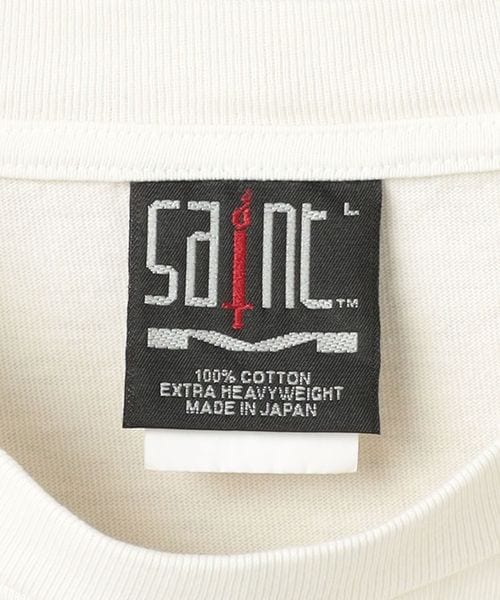 saint L
™
100% COTTON
EXTRA HEAVYWEIGHT
MADE IN JAPAN